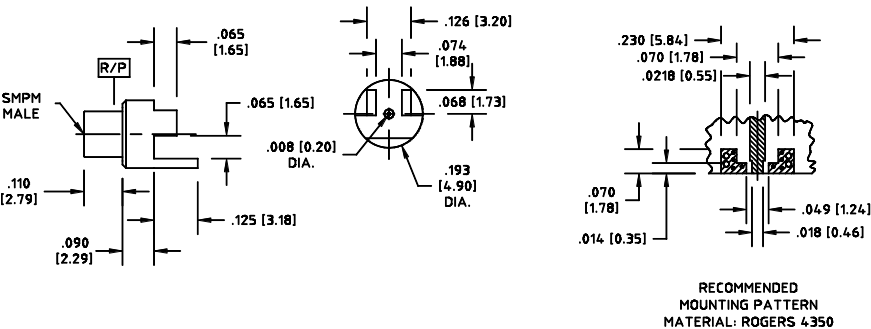 .065
[1.65]
R/P
SMPM
MALE
.065 [1.65]
.110
[2.79]
.125 [3.18]
.090
[2.29]
.126 [3.20]
.074
[1.88]
.068 [1.73]
.008 [0.20]
DIA.
.193
[4.90]
DIA.
.230 [5.84]
.070 [1.78]
.0218 [0.55]
.070
[1.78]
.049 [1.24]
.014 [0.35]
.018 [0.46]
RECOMMENDED
MOUNTING PATTERN
MATERIAL: ROGERS 4350